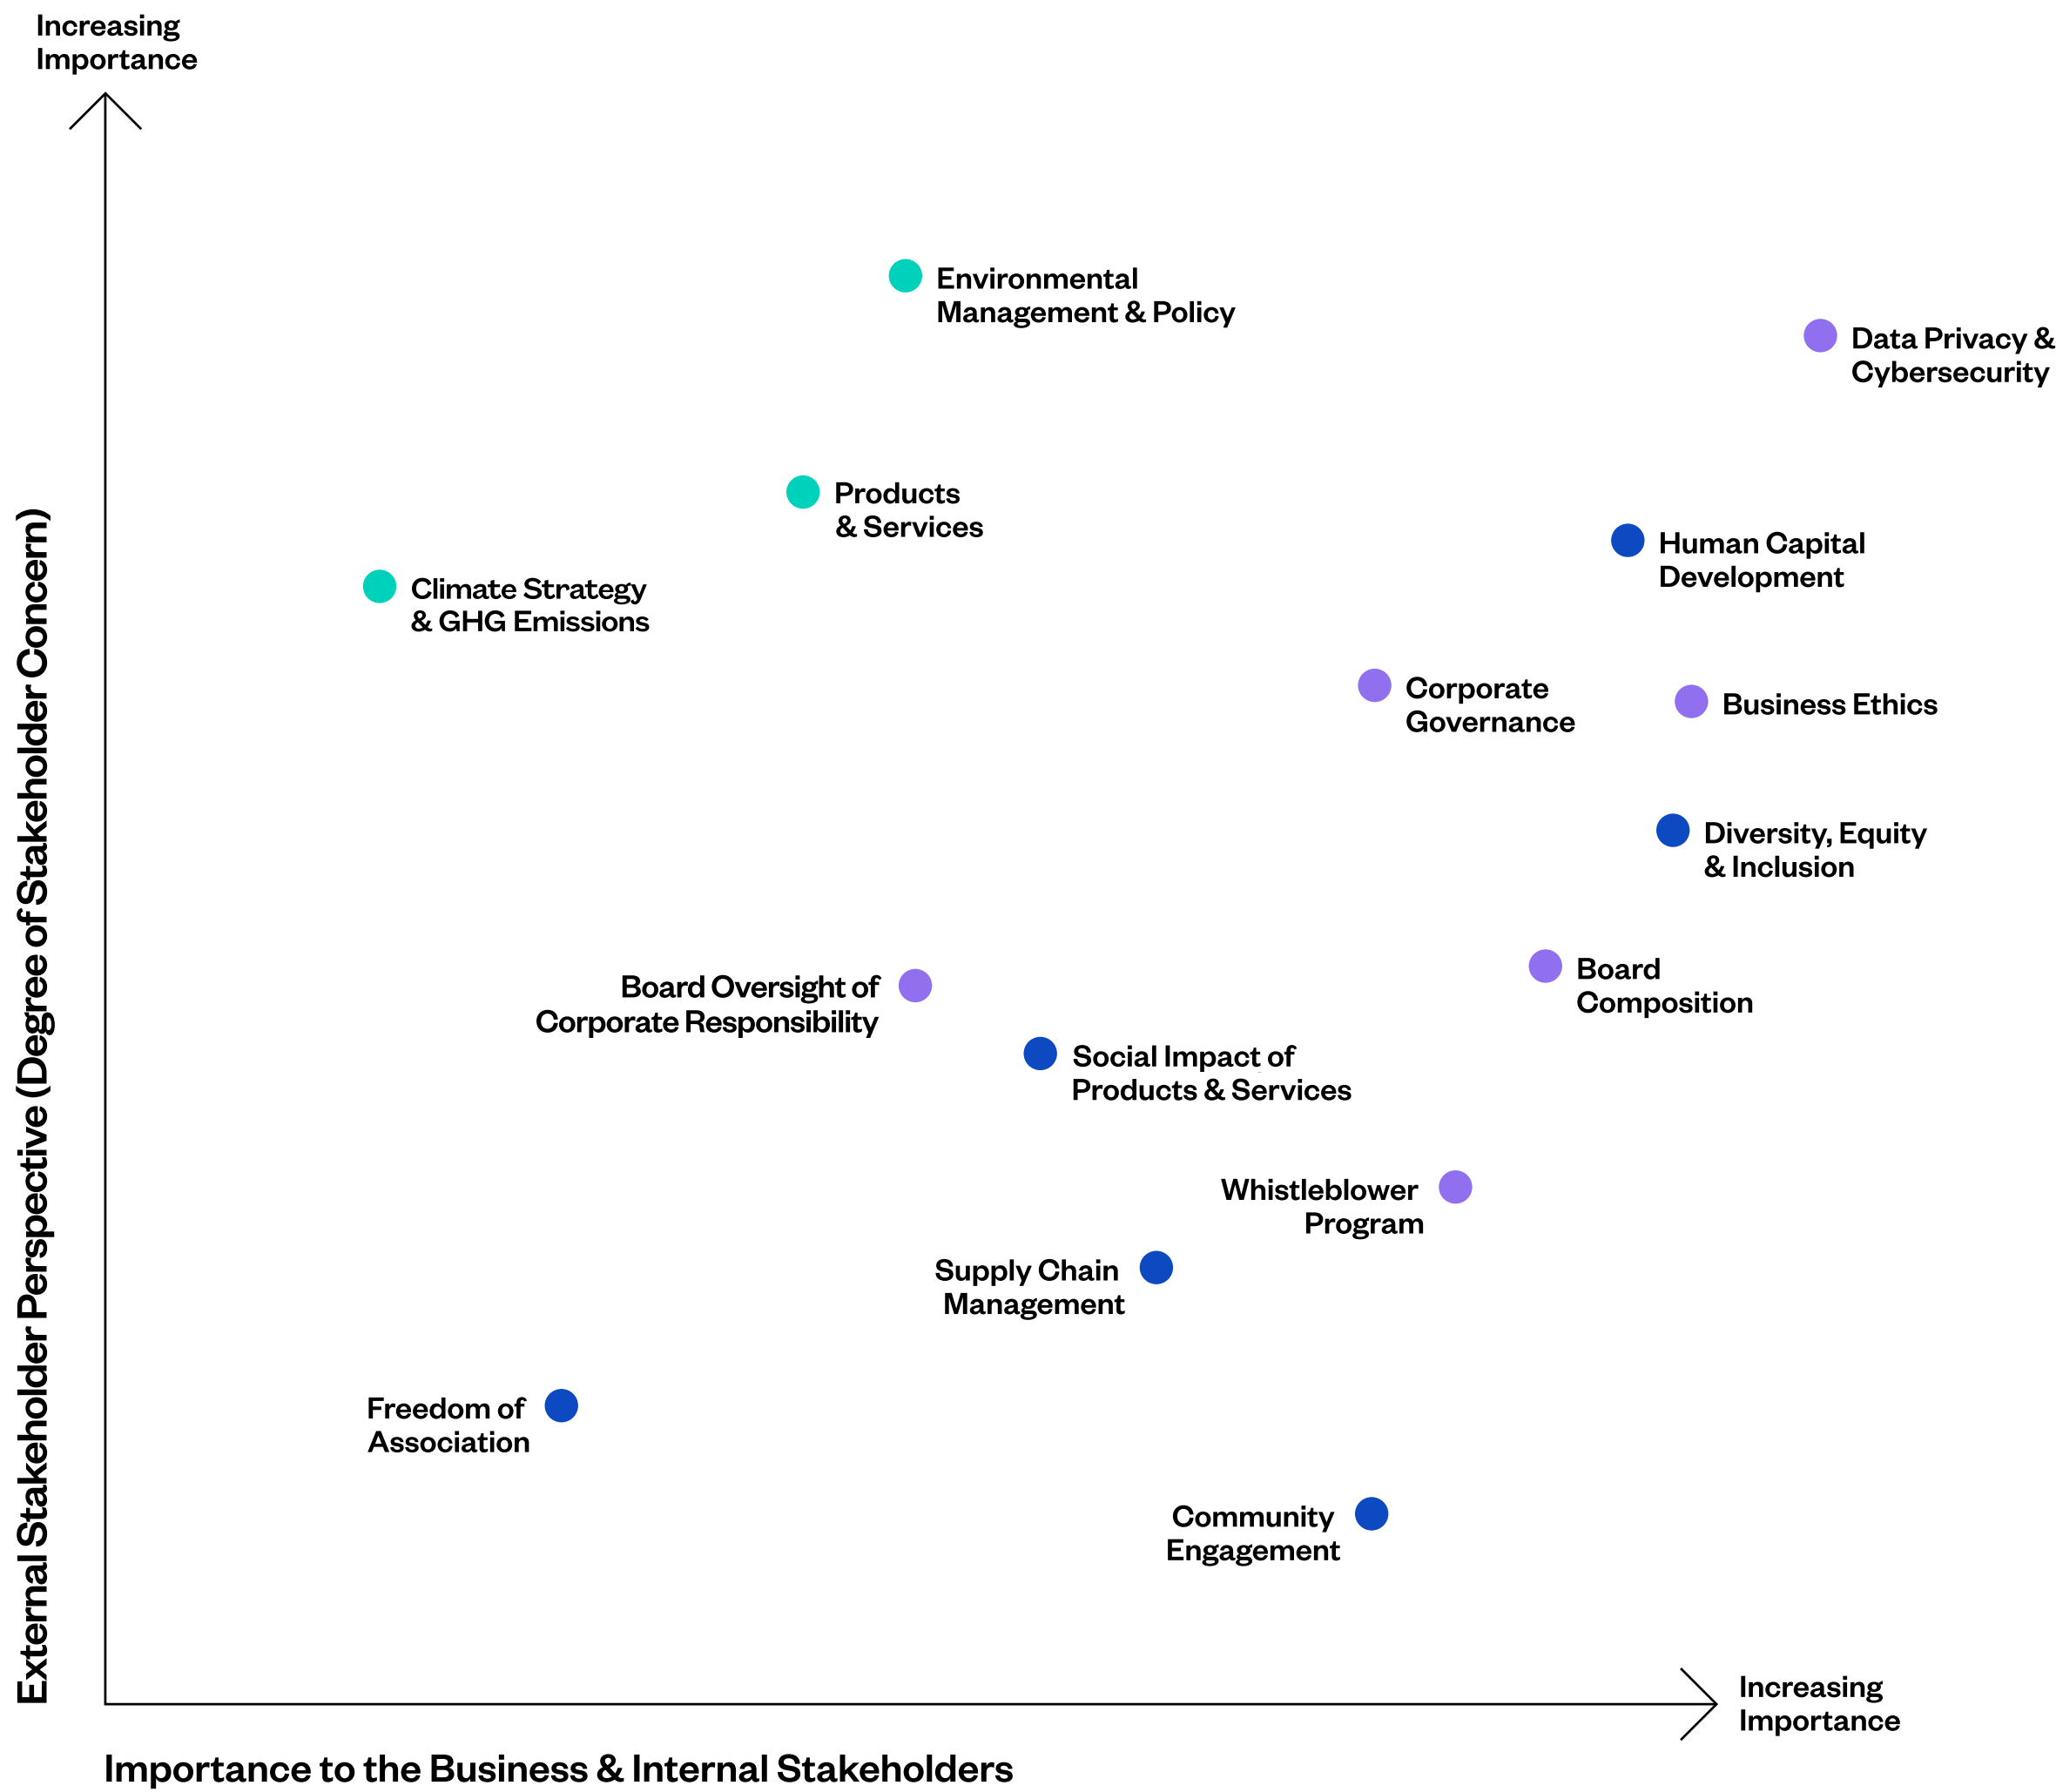 Increasing
Importance
External Stakeholder Perspective (Degree of Stakeholder Concern)
Environmental
Management & Policy
Data Privacy &
Cybersecurity
Products
& Services
Human Capital
Development
Climate Strategy
& GHG Emissions
Corporate
Governance
Business Ethics
Diversity, Equity
& Inclusion
Board
Composition
Board Oversight of
Corporate Responsibility
Social Impact of
Products & Services
Whistleblower
Program
Supply Chain
Management
Freedom of
Association
Community
Engagement
Increasing
Importance
Importance to the Business & Internal Stakeholders